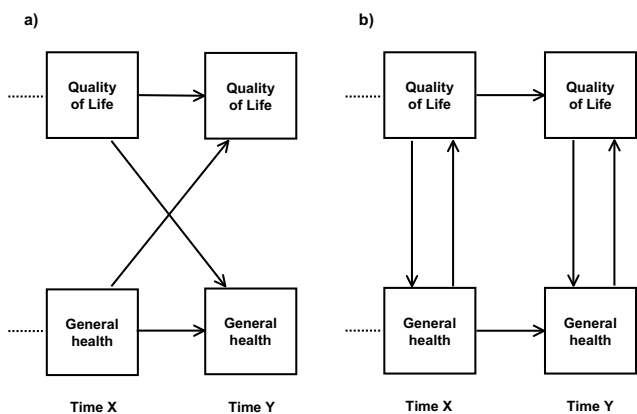 a)
b)
Quality
of Life
Quality
of Life
Quality
of Life
Quality
of Life
General
health
General
health
General
health
General
health
Time X
Time Y
Time X
Time Y